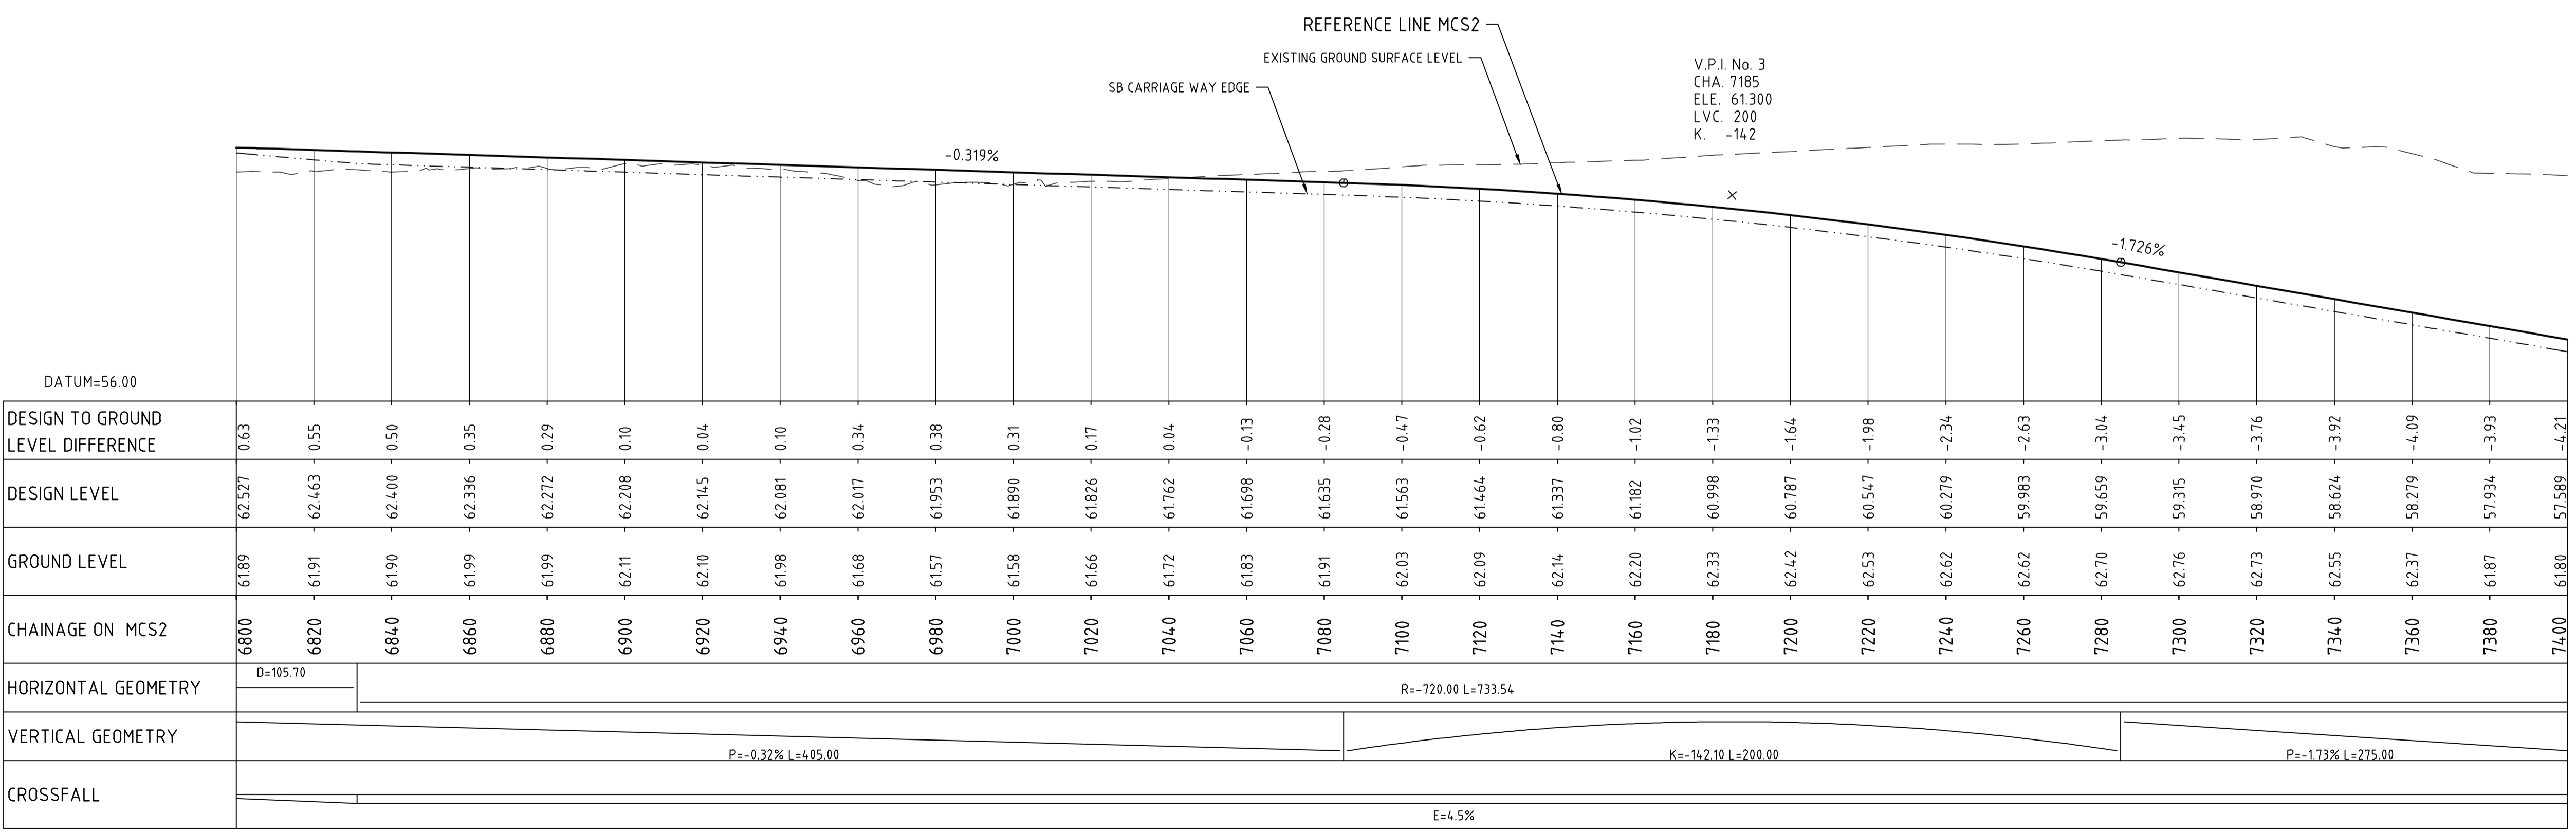 REFERENCE LINE MCS2
EXISTING GROUND SURFACE LEVEL
SB CARRIAGE WAY EDGE
V.P.I. No. 3
CHA. 7185
ELE. 61.300
LVC. 200
K. -142
-0.319%
-1.726%
DATUM=56.00
DESIGN TO GROUND
LEVEL DIFFERENCE
0.63 0.55 0.50 0.35 0.29 0.10 0.04 0.10 0.34 0.38 0.31 0.17 0.04 -0.13 -0.28 -0.47 -0.62 -0.80 -1.02 -1.33 -1.64 -1.98 -2.34 -2.63 -3.04 -3.45 -3.76 -3.92 -4.09 -3.93 -4.21
DESIGN LEVEL
62.527 62.463 62.400 62.336 62.272 62.208 62.145 62.081 62.017 61.953 61.890 61.826 61.762 61.698 61.635 61.563 61.464 61.337 61.182 60.998 60.787 60.547 60.279 59.983 59.659 59.315 58.970 58.624 58.279 57.934 57.589
GROUND LEVEL
61.89 61.91 61.90 61.99 61.99 62.11 62.10 61.98 61.68 61.57 61.58 61.66 61.72 61.83 61.91 62.03 62.09 62.14 62.20 62.33 62.42 62.53 62.62 62.62 62.70 62.76 62.73 62.55 62.37 61.87 61.80
CHAINAGE ON MCS2
6800 6820 6840 6860 6880 6900 6920 6940 6960 6980 7000 7020 7040 7060 7080 7100 7120 7140 7160 7180 7200 7220 7240 7260 7280 7300 7320 7340 7360 7380 7400
HORIZONTAL GEOMETRY
D=105.70
R=-720.00 L=733.54
VERTICAL GEOMETRY
P=-0.32% L=405.00
K=-142.10 L=200.00
P=-1.73% L=275.00
CROSSFALL
E=4.5%